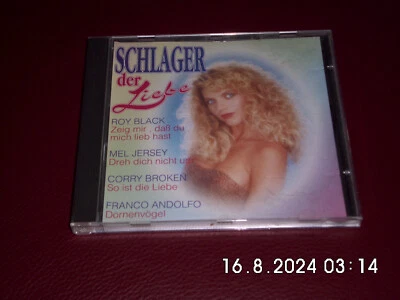 SCHLAGER
der
Liebe
ROY BLACK
Zeig mir , daß du
mich lieb hast
MEL JERSEY
Dreh dich nicht um
CORRY BROKEN
So ist die Liebe
FRANCO ANDOLFO
Dornenvögel
16.8.2024 03:14